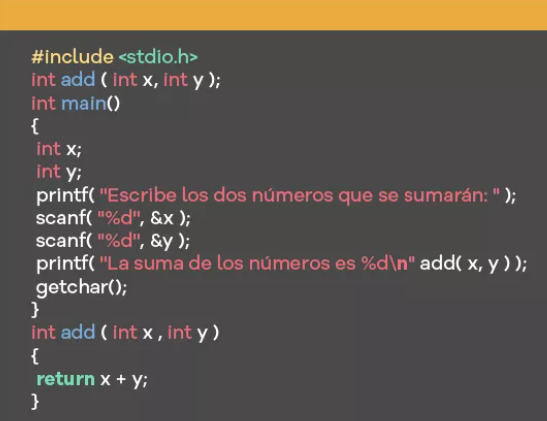 #include <stdio.h>
int add ( int x, int y );
int main()
{
int x;
int y;
printf( "Escribe los dos números que se sumarán: " );
scanf( "%d", &x );
scanf( "%d", &y );
printf( "La suma de los números es %d\n" add( x, y ) );
getchar();
}
int add ( int x , int y )
{
return x + y;
}